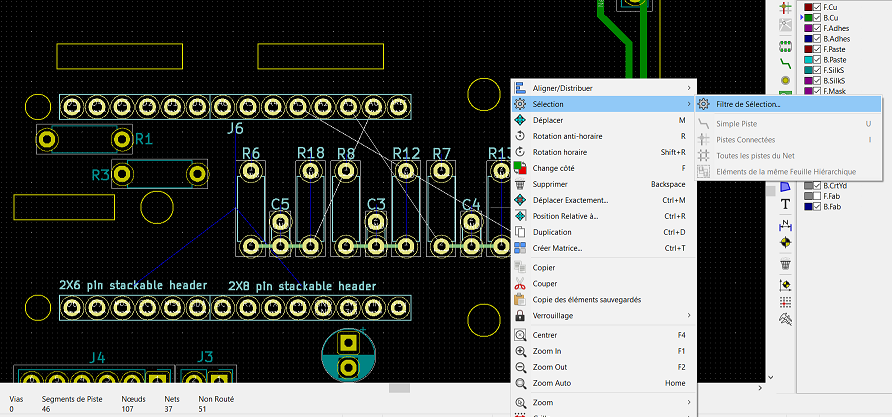 F.Cu
B.Cu
F.Adhes
B.Adhes
F.Paste
B.Paste
F.SilkS
B.SilkS
F.Mask
B.CrtYd
F.Fab
B.Fab
J6
R1
R3
R6
R18
R8
R12
R7
C5
C3
C4
2X6 pin stackable header
2X8 pin stackable header
J4
J3
Aligner/Distribuer
Sélection
Déplacer M
Rotation anti-horaire R
Rotation horaire Shift+R
Change côté F
Supprimer Backspace
Déplacer Exactement... Ctrl+M
Position Relative à... Ctrl+R
Duplication Ctrl+D
Créer Matrice... Ctrl+T
Copier
Couper
Copie des éléments sauvegardés
Verrouillage
Centrer F4
Zoom In F1
Zoom Out F2
Zoom Auto Home
Zoom
Filtre de Sélection...
Simple Piste U
Pistes Connectées I
Toutes les pistes du Net
Eléments de la même Feuille Hiérarchique
Vias Segments de Piste Nœuds Nets Non Routé
0 46 107 37 51